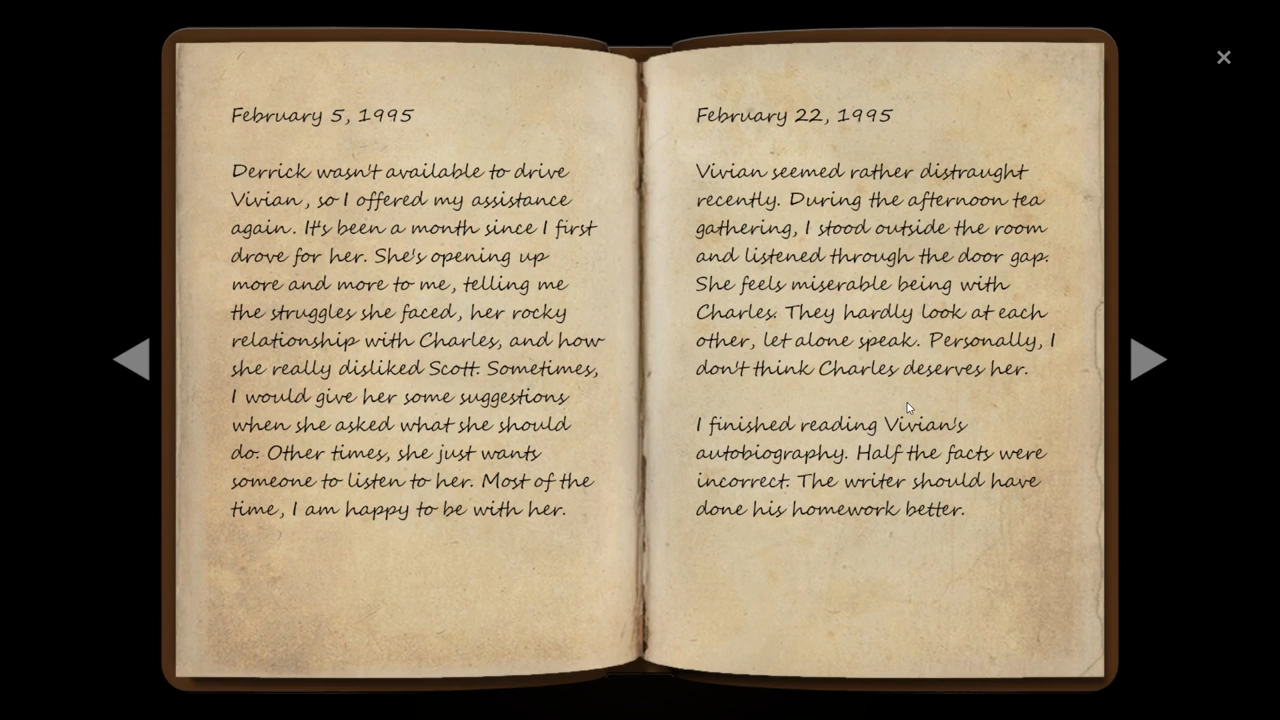 February 5, 1995
Derrick wasn't available to drive
Vivian, so I offered my assistance
again. It's been a month since I first
drove for her. She's opening up
more and more to me, telling me
the struggles she faced, her rocky
relationship with Charles, and how
she really disliked Scott. Sometimes,
I would give her some suggestions
when she asked what she should
do. Other times, she just wants
someone to listen to her. Most of the
time, I am happy to be with her.
February 22, 1995
Vivian seemed rather distraught
recently. During the afternoon tea
gathering, I stood outside the room
and listened through the door gap.
She feels miserable being with
Charles. They hardly look at each
other, let alone speak. Personally, I
don't think Charles deserves her.
I finished reading Vivian's
autobiography. Half the facts were
incorrect. The writer should have
done his homework better.